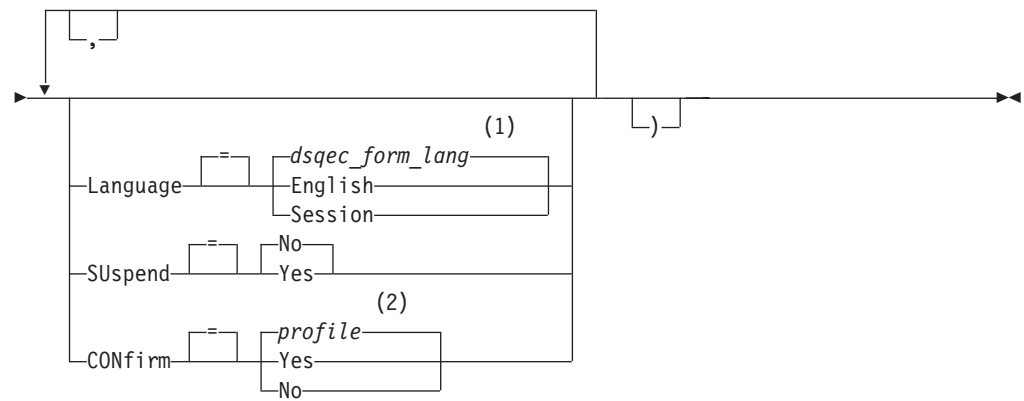 ,
)
(1)
= dsqec_form_lang
Language English
Session
= No
SUspend Yes
(2)
= profile
CONfirm Yes
No